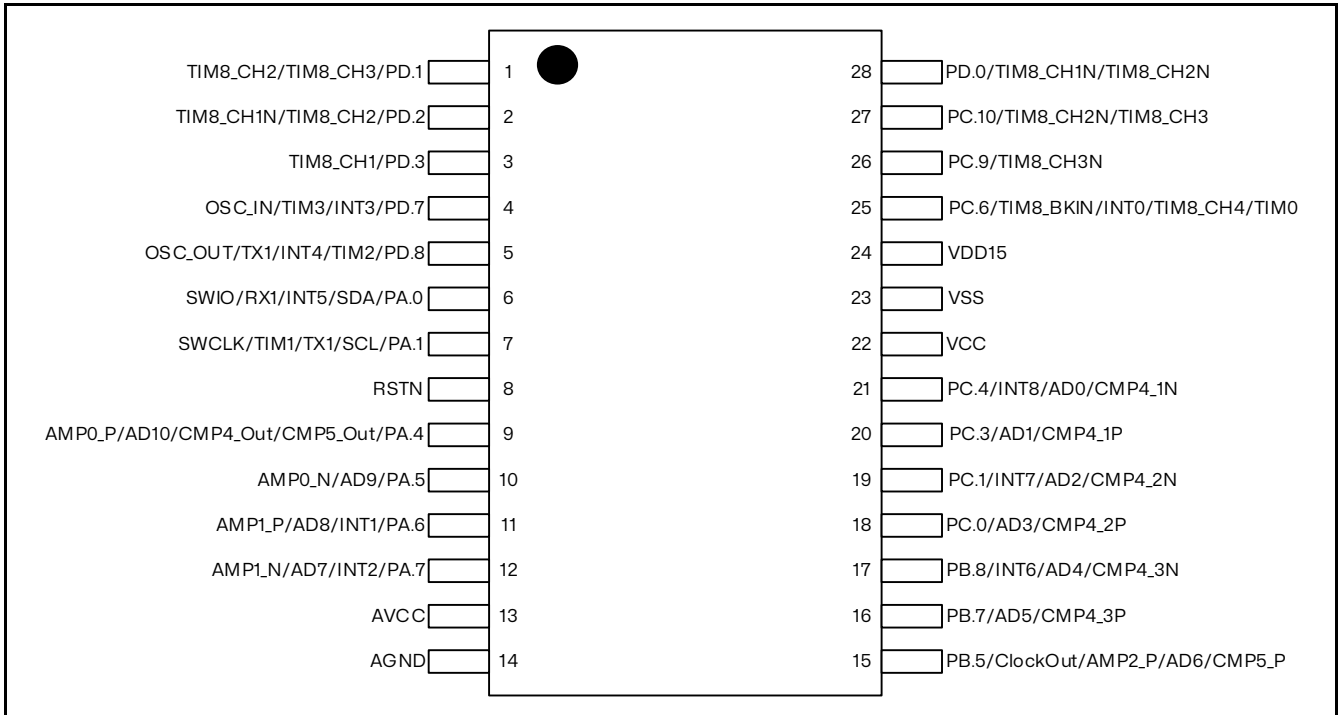 TIM8_CH2/TIM8_CH3/PD.1 1 28 PD.0/TIM8_CH1N/TIM8_CH2N
TIM8_CH1N/TIM8_CH2/PD.2 2 27 PC.10/TIM8_CH2N/TIM8_CH3
TIM8_CH1/PD.3 3 26 PC.9/TIM8_CH3N
OSC_IN/TIM3/INT3/PD.7 4 25 PC.6/TIM8_BKIN/INT0/TIM8_CH4/TIM0
OSC_OUT/TX1/INT4/TIM2/PD.8 5 24 VDD15
SWIO/RX1/INT5/SDA/PA.0 6 23 VSS
SWCLK/TIM1/TX1/SCL/PA.1 7 22 VCC
RSTN 8 21 PC.4/INT8/AD0/CMP4_1N
AMP0_P/AD10/CMP4_Out/CMP5_Out/PA.4 9 20 PC.3/AD1/CMP4_1P
AMP0_N/AD9/PA.5 10 19 PC.1/INT7/AD2/CMP4_2N
AMP1_P/AD8/INT1/PA.6 11 18 PC.0/AD3/CMP4_2P
AMP1_N/AD7/INT2/PA.7 12 17 PB.8/INT6/AD4/CMP4_3N
AVCC 13 16 PB.7/AD5/CMP4_3P
AGND 14 15 PB.5/ClockOut/AMP2_P/AD6/CMP5_P